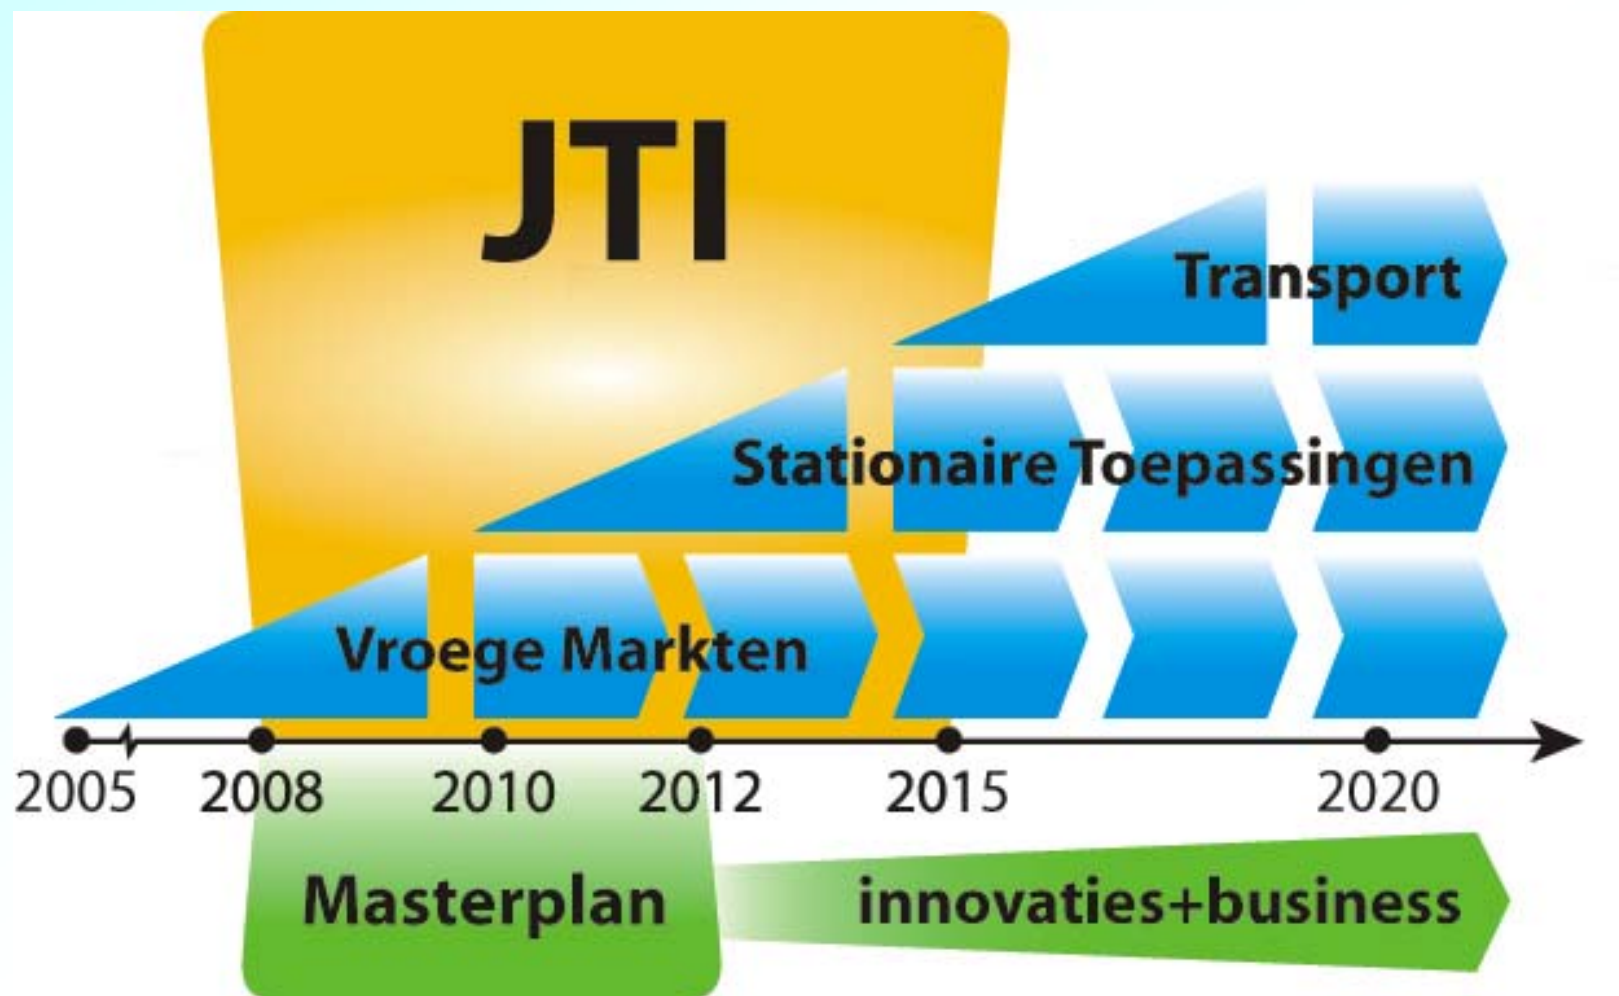 JTI
Transport
Stationaire Toepassingen
Vroege Markten
2005 2008 2010 2012 2015 2020
Masterplan
innovaties+business